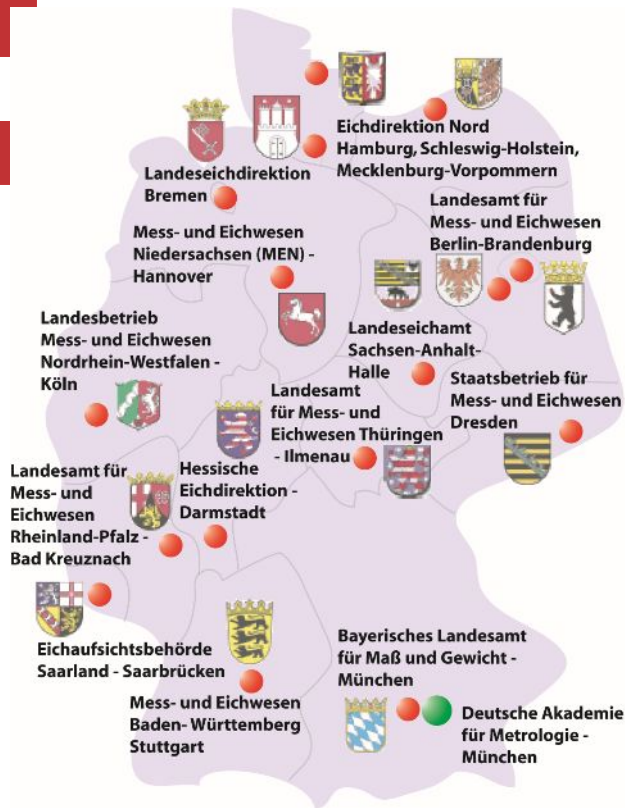 Eichdirektion Nord
Hamburg, Schleswig-Holstein,
Mecklenburg-Vorpommern
Landeseichdirektion
Bremen
Landesamt für
Mess- und Eichwesen
Berlin-Brandenburg
Mess- und Eichwesen
Niedersachsen (MEN) -
Hannover
Landesbetrieb
Mess- und Eichwesen
Nordrhein-Westfalen -
Köln
Landeseichamt
Sachsen-Anhalt-
Halle
Staatsbetrieb für
Mess- und Eichwesen
Dresden
Landesamt
für Mess- und
Eichwesen Thüringen
- Ilmenau
Landesamt für
Mess- und
Eichwesen
Rheinland-Pfalz -
Bad Kreuznach
Hessische
Eichdirektion -
Darmstadt
Eichaufsichtsbehörde
Saarland - Saarbrücken
Mess- und Eichwesen
Baden- Württemberg
Stuttgart
Bayerisches Landesamt
für Maß und Gewicht -
München
Deutsche Akademie
für Metrologie -
München